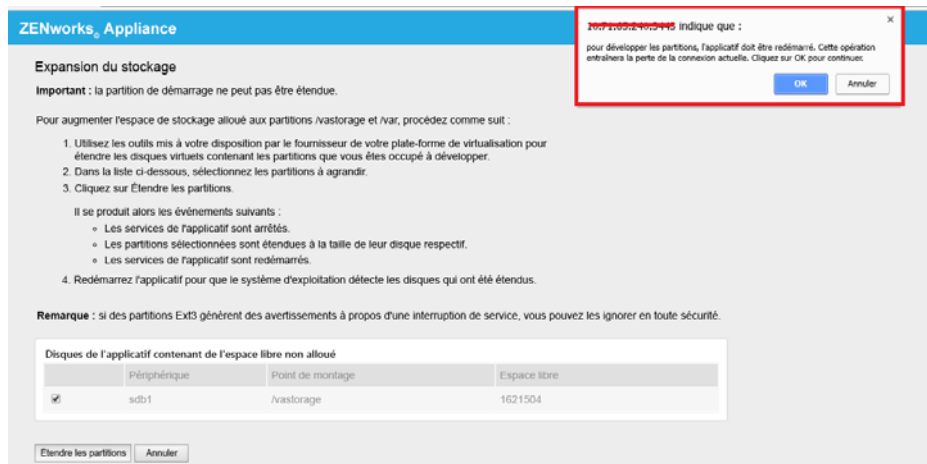 ZENworks® Appliance
indique que :
pour développer les partitions, l'applicatif doit être redémarré. Cette opération
entraînera la perte de la connexion actuelle. Cliquez sur OK pour continuer.
OK
Annuler
Expansion du stockage
Important : la partition de démarrage ne peut pas être étendue.
Pour augmenter l'espace de stockage alloué aux partitions /vastorage et /var, procédez comme suit :
1. Utilisez les outils mis à votre disposition par le fournisseur de votre plate-forme de virtualisation pour
étendre les disques virtuels contenant les partitions que vous êtes occupé à développer.
2. Dans la liste ci-dessous, sélectionnez les partitions à agrandir.
3. Cliquez sur Étendre les partitions.
Il se produit alors les événements suivants :
Les services de l'applicatif sont arrêtés.
Les partitions sélectionnées sont étendues à la taille de leur disque respectif.
Les services de l'applicatif sont redémarrés.
4. Redémarrez l'applicatif pour que le système d'exploitation détecte les disques qui ont été étendus.
Remarque : si des partitions Ext3 génèrent des avertissements à propos d'une interruption de service, vous pouvez les ignorer en toute sécurité.
Disques de l'applicatif contenant de l'espace libre non alloué
Périphérique Point de montage Espace libre
sdb1 /vastorage 1621504
Étendre les partitions Annuler